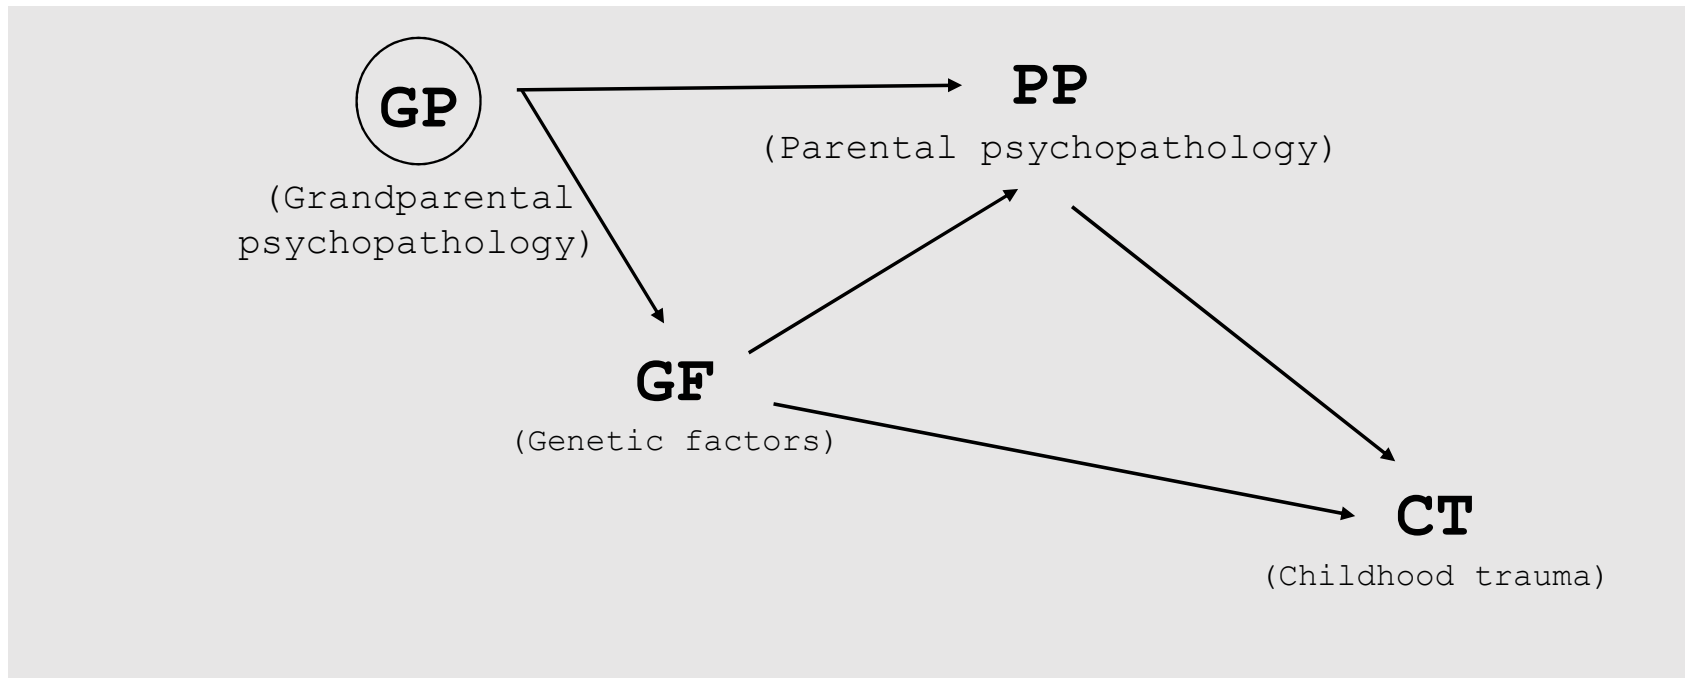 GP
(Grandparental
psychopathology)
PP
(Parental psychopathology)
GF
(Genetic factors)
CT
(Childhood trauma)